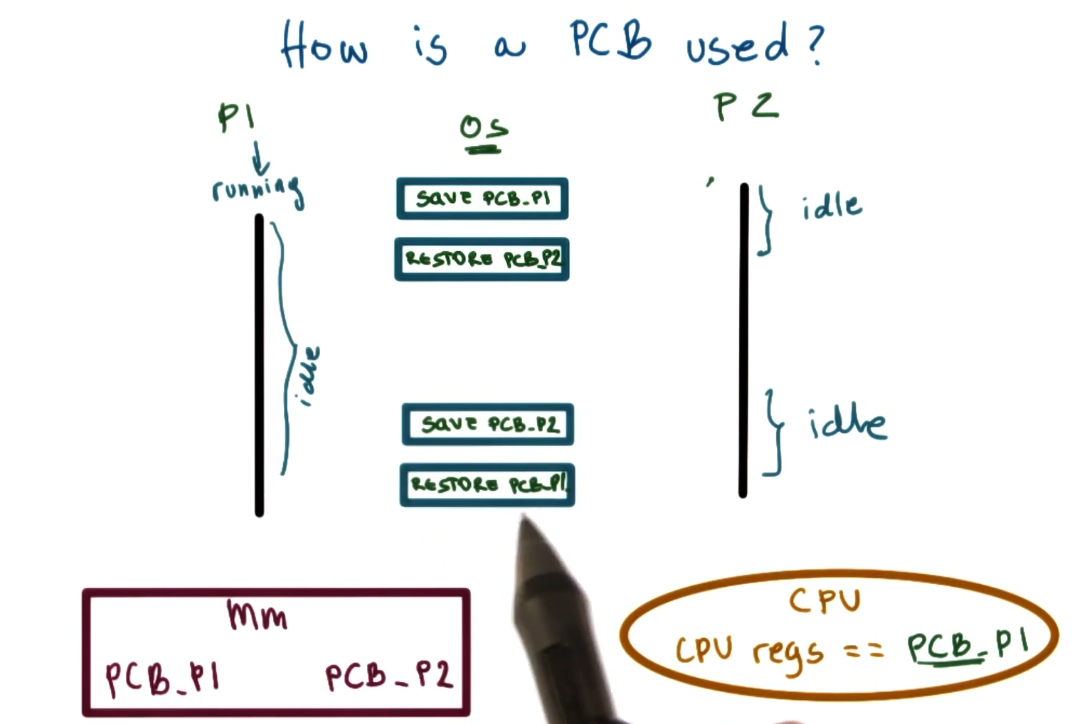 How is a PCB used?
P1
OS
P2
running
SAVE PCB_P1
idle
RESTORE PCB_P2
idle
SAVE PCB_P2
idle
RESTORE PCB_P1
mm
PCB_P1 PCB_P2
CPU
CPU regs == PCB_P1